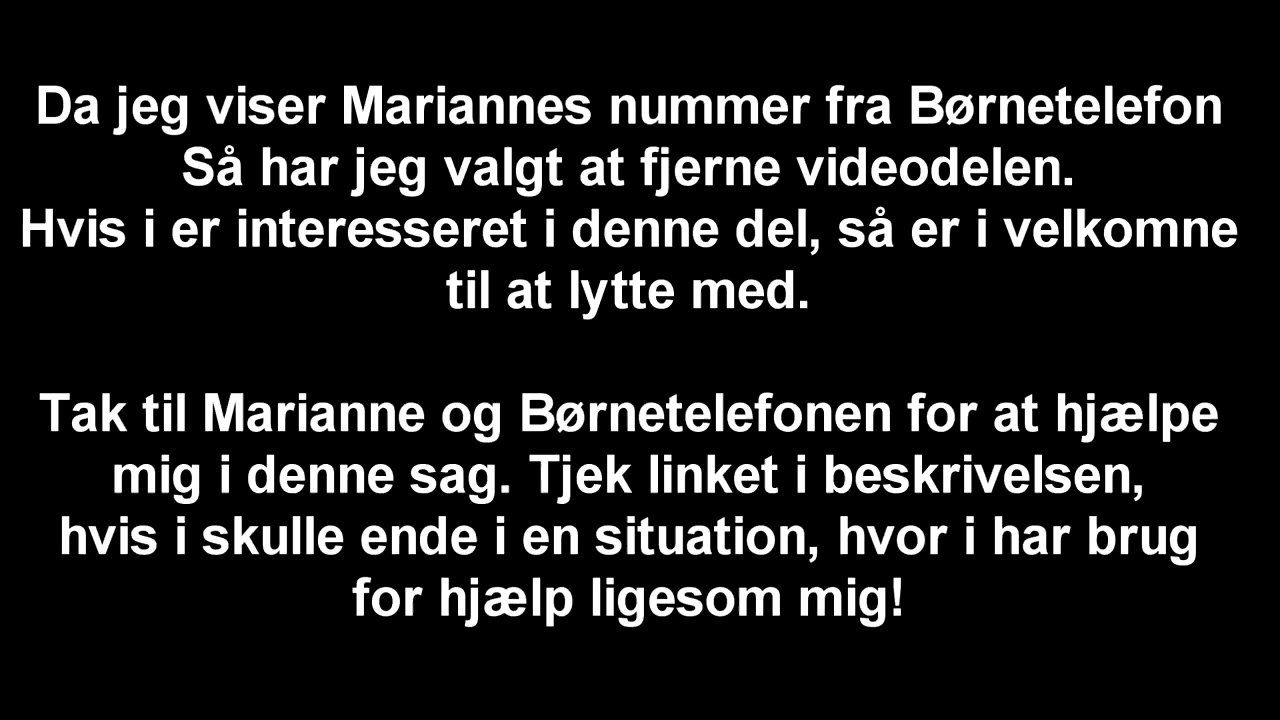 Da jeg viser Mariannes nummer fra Børnetelefon
Så har jeg valgt at fjerne videodelen.
Hvis i er interesseret i denne del, så er i velkomne
til at lytte med.
Tak til Marianne og Børnetelefonen for at hjælpe
mig i denne sag. Tjek linket i beskrivelsen,
hvis i skulle ende i en situation, hvor i har brug
for hjælp ligesom mig!